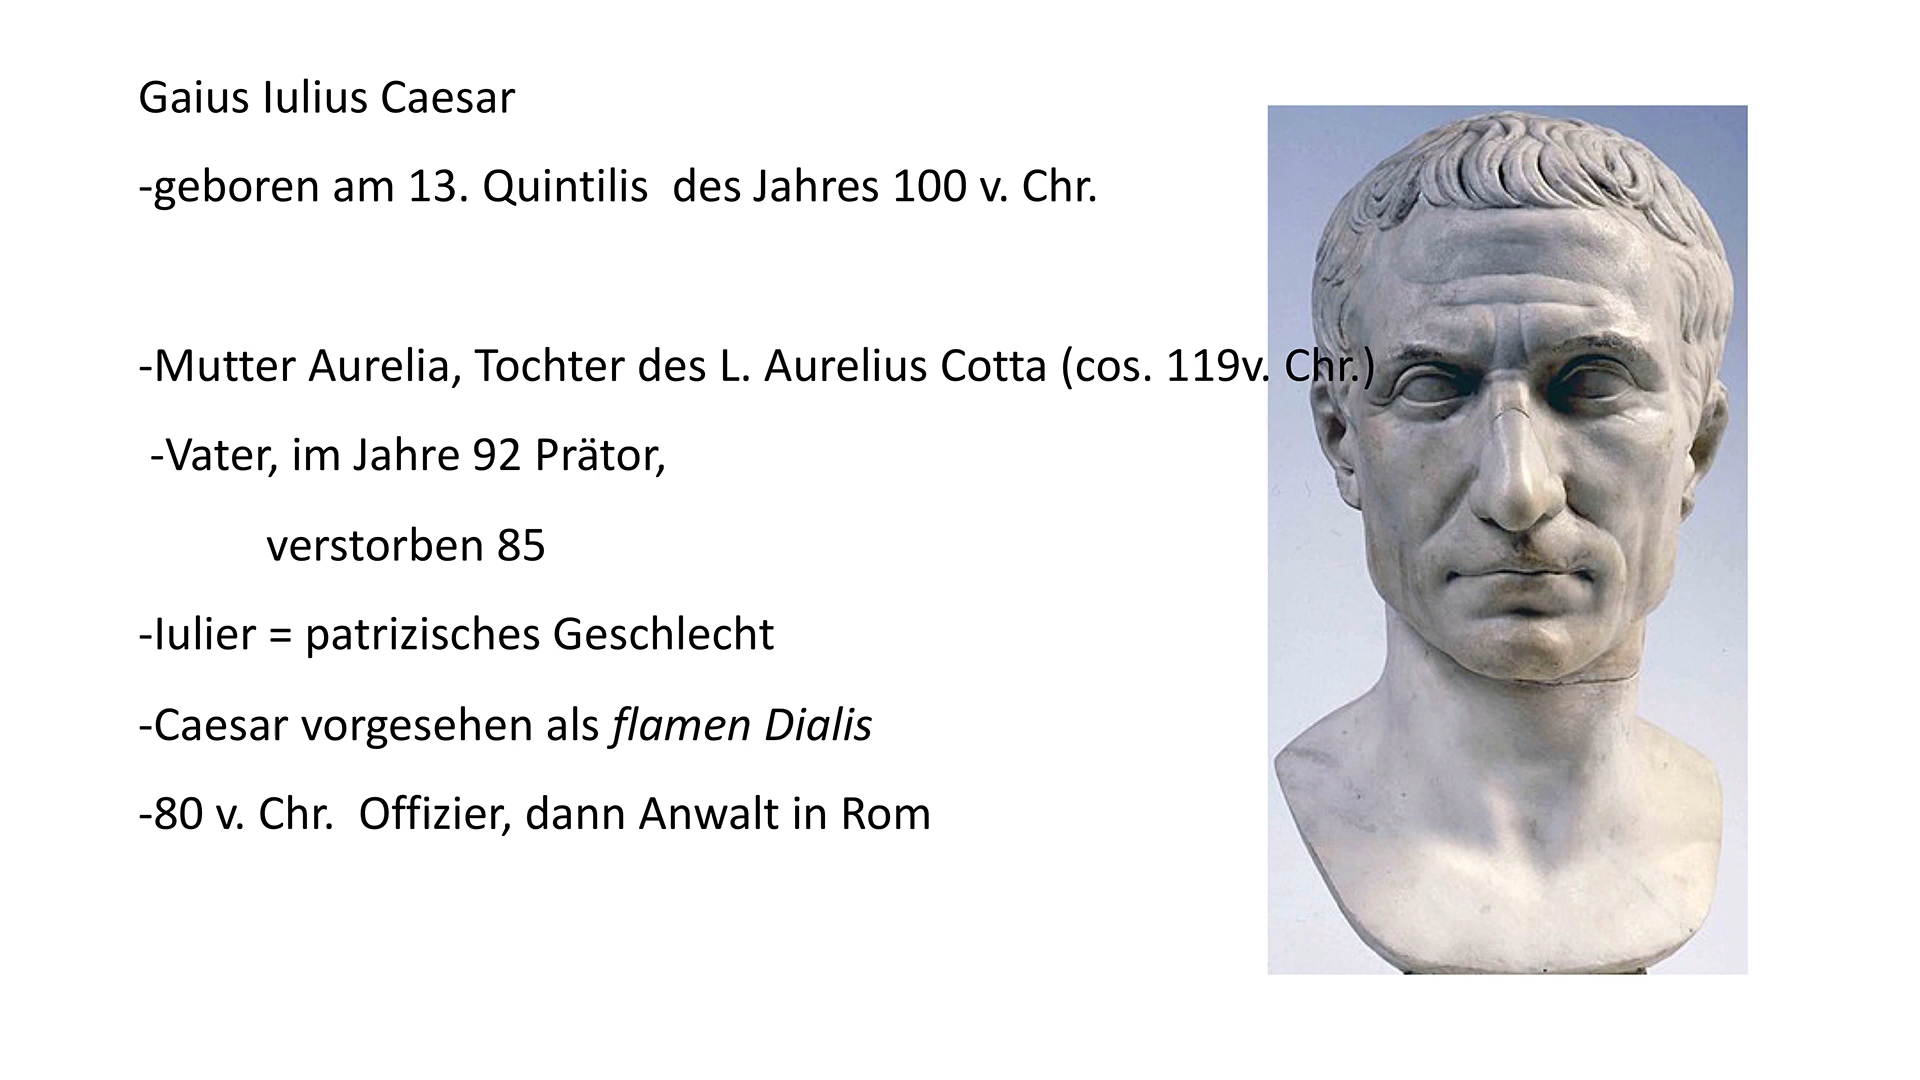 Gaius Iulius Caesar
-geboren am 13. Quintilis  des Jahres 100 v. Chr.
-Mutter Aurelia, Tochter des L. Aurelius Cotta (cos. 119v. Chr.)
-Vater, im Jahre 92 Prätor,
verstorben 85
-Iulier = patrizisches Geschlecht
-Caesar vorgesehen als flamen Dialis
-80 v. Chr.  Offizier, dann Anwalt in Rom